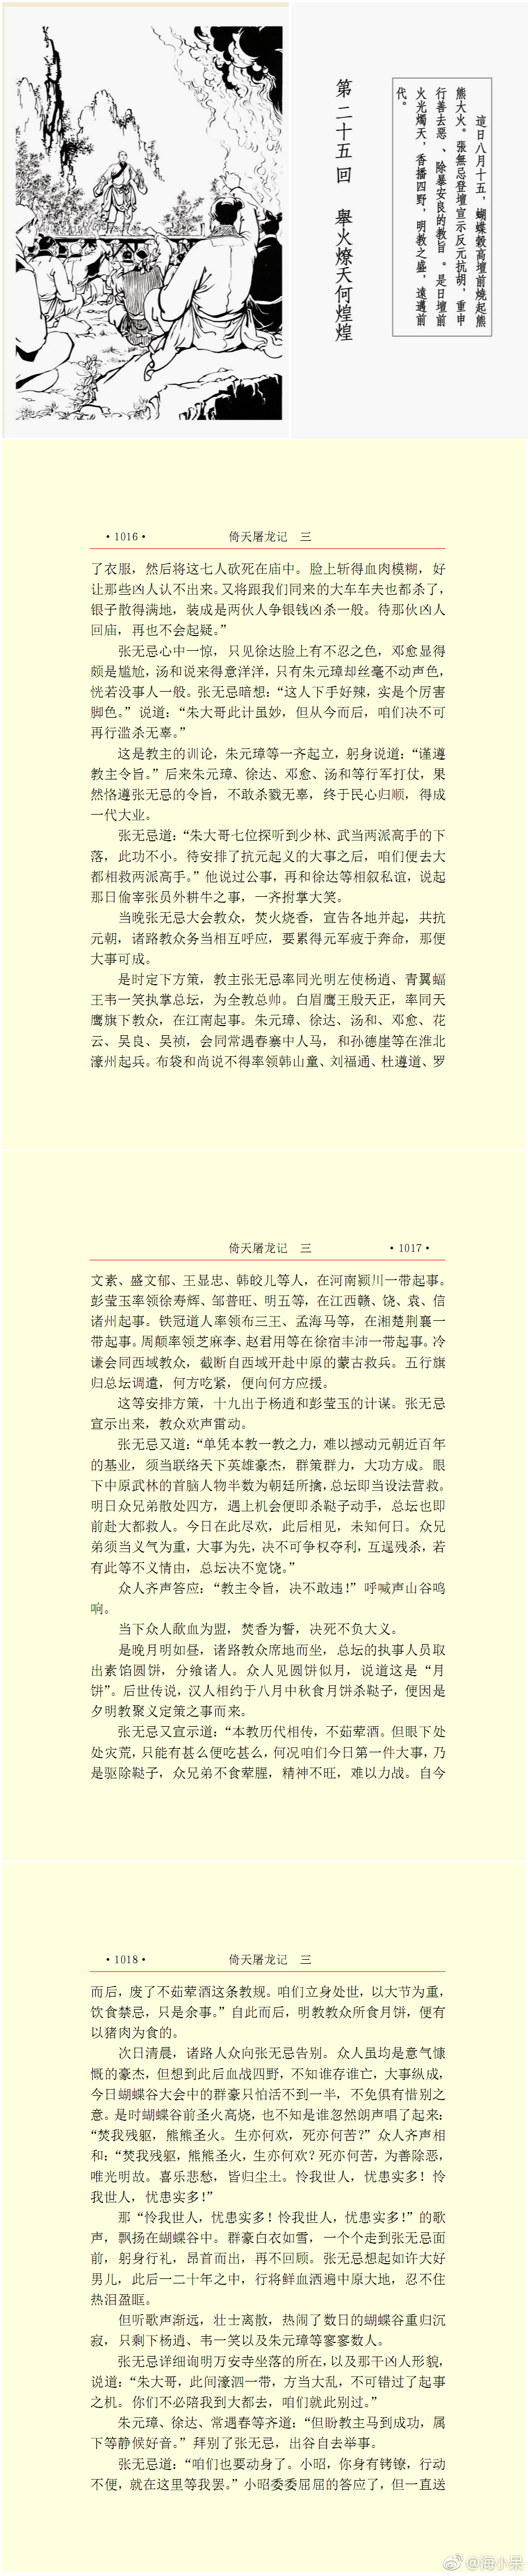 第二十五回　舉火燎天何煌煌
這日八月十五，蝴蝶穀高壇前燒起熊
熊大火。張無忌登壇宣示反元抗胡，重申
行善去惡、除暴安良的教旨。是日壇前
火光燭天，香播四野，明教之盛，遠邁前
代。
·1016·　倚天屠龙记　三
了衣服，然后将这七人砍死在庙中。脸上斩得血肉模糊，好
让那些凶人认不出来。又将跟我们同来的大车车夫也都杀了，
银子散得满地，装成是两伙人争银钱凶杀一般。待那伙凶人
回庙，再也不会起疑。”
张无忌心中一惊，只见徐达脸上有不忍之色，邓愈显得
颇是尴尬，汤和说来得意洋洋，只有朱元璋却丝毫不动声色，
恍若没事人一般。张无忌暗想：“这人下手好辣，实是个厉害
脚色。”说道：“朱大哥此计虽妙，但从今而后，咱们决不可
再行滥杀无辜。”
这是教主的训论，朱元璋等一齐起立，躬身说道：“谨遵
教主令旨。”后来朱元璋、徐达、邓愈、汤和等行军打仗，果
然恪遵张无忌的令旨，不敢杀戮无辜，终于民心归顺，得成
一代大业。
张无忌道：“朱大哥七位探听到少林、武当两派高手的下
落，此功不小。待安排了抗元起义的大事之后，咱们便去大
都相救两派高手。”他说过公事，再和徐达等相叙私谊，说起
那日偷宰张员外耕牛之事，一齐拊掌大笑。
当晚张无忌大会教众，焚火烧香，宣告各地并起，共抗
元朝，诸路教众务当相互呼应，要累得元军疲于奔命，那便
大事可成。
是时定下方策，教主张无忌率同光明左使杨逍、青翼蝠
王韦一笑执掌总坛，为全教总帅。白眉鹰王殷天正，率同天
鹰旗下教众，在江南起事。朱元璋、徐达、汤和、邓愈、花
云、吴良、吴祯，会同常遇春寨中人马，和孙德崖等在淮北
濠州起兵。布袋和尚说不得率领韩山童、刘福通、杜遵道、罗
倚天屠龙记　三　·1017·
文素、盛文郁、王显忠、韩皎儿等人，在河南颍川一带起事。
彭莹玉率领徐寿辉、邹普旺、明五等，在江西赣、饶、袁、信
诸州起事。铁冠道人率领布三王、孟海马等，在湘楚荆襄一
带起事。周颠率领芝麻李、赵君用等在徐宿丰沛一带起事。冷
谦会同西域教众，截断自西域开赴中原的蒙古救兵。五行旗
归总坛调遣，何方吃紧，便向何方应援。
这等安排方策，十九出于杨逍和彭莹玉的计谋。张无忌
宣示出来，教众欢声雷动。
张无忌又道：“单凭本教一教之力，难以撼动元朝近百年
的基业，须当联络天下英雄豪杰，群策群力，大功方成。眼
下中原武林的首脑人物半数为朝廷所擒，总坛即当设法营救。
明日众兄弟散处四方，遇上机会便即杀鞑子动手，总坛也即
前赴大都救人。今日在此尽欢，此后相见，未知何日。众兄
弟须当义气为重，大事为先，决不可争权夺利，互逞残杀，若
有此等不义情由，总坛决不宽饶。”
众人齐声答应：“教主令旨，决不敢违！”呼喊声山谷鸣
响。
当下众人歃血为盟，焚香为誓，决死不负大义。
是晚月明如昼，诸路教众席地而坐，总坛的执事人员取
出素馅圆饼，分飨诸人。众人见圆饼似月，说道这是“月
饼”。后世传说，汉人相约于八月中秋食月饼杀鞑子，便因是
夕明教聚义定策之事而来。
张无忌又宣示道：“本教历代相传，不茹荤酒。但眼下处
处灾荒，只能有甚么便吃甚么，何况咱们今日第一件大事，乃
是驱除鞑子，众兄弟不食荤腥，精神不旺，难以力战。自今
·1018·　倚天屠龙记　三
而后，废了不茹荤酒这条教规。咱们立身处世，以大节为重，
饮食禁忌，只是余事。”自此而后，明教教众所食月饼，便有
以猪肉为食的。
次日清晨，诸路人众向张无忌告别。众人虽均是意气慷
慨的豪杰，但想到此后血战四野，不知谁存谁亡，大事纵成，
今日蝴蝶谷大会中的群豪只怕活不到一半，不免俱有惜别之
意。是时蝴蝶谷前圣火高烧，也不知是谁忽然朗声唱了起来：
“焚我残躯，熊熊圣火。生亦何欢，死亦何苦？”众人齐声相
和：“焚我残躯，熊熊圣火，生亦何欢？死亦何苦，为善除恶，
唯光明故。喜乐悲愁，皆归尘土。怜我世人，忧患实多！怜
我世人，忧患实多！”
那“怜我世人，忧患实多！怜我世人，忧患实多！”的歌
声，飘扬在蝴蝶谷中。群豪白衣如雪，一个个走到张无忌面
前，躬身行礼，昂首而出，再不回顾。张无忌想起如许大好
男儿，此后一二十年之中，行将鲜血洒遍中原大地，忍不住
热泪盈眶。
但听歌声渐远，壮士离散，热闹了数日的蝴蝶谷重归沉
寂，只剩下杨逍、韦一笑以及朱元璋等寥寥数人。
张无忌详细询明万安寺坐落的所在，以及那干凶人形貌，
说道：“朱大哥，此间濠泗一带，方当大乱，不可错过了起事
之机。你们不必陪我到大都去，咱们就此别过。”
朱元璋、徐达、常遇春等齐道：“但盼教主马到成功，属
下等静候好音。”拜别了张无忌，出谷自去举事。
张无忌道：“咱们也要动身了。小昭，你身有铐镣，行动
不便，就在这里等我罢。”小昭委委屈屈的答应了，但一直送
@海小杲